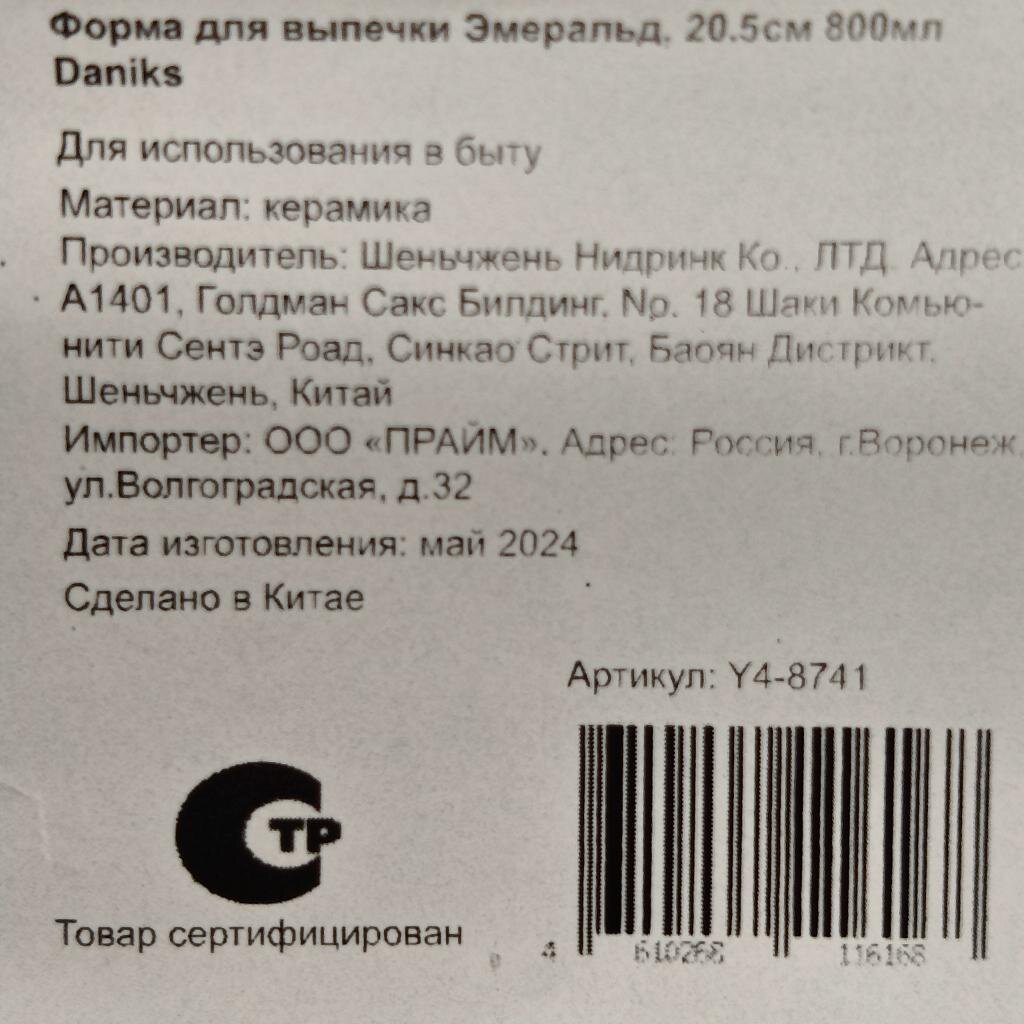 Форма для выпечки Эмеральд. 20.5см 800мл
Daniks
Для использования в быту
Материал: керамика
Производитель: Шеньчжень Нидринк Ко., ЛТД. Адрес
А1401, Голдман Сакс Билдинг. No. 18 Шаки Комью-
нити Сентэ Роад, Синкао Стрит, Баоян Дистрикт.
Шеньчжень, Китай
Импортер: ООО «ПРАЙМ». Адрес: Россия, г.Воронеж,
ул.Волгоградская, д.32
Дата изготовления: май 2024
Сделано в Китае
Артикул: Y4-8741
ТР
Товар сертифицирован
4 610268 116168